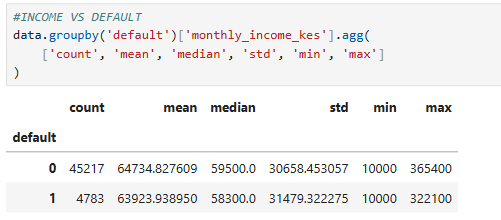 #INCOME VS DEFAULT
data.groupby('default')['monthly_income_kes'].agg(
['count', 'mean', 'median', 'std', 'min', 'max']
)
count mean median std min max
default
0 45217 64734.827609 59500.0 30658.453057 10000 365400
1 4783 63923.938950 58300.0 31479.322275 10000 322100